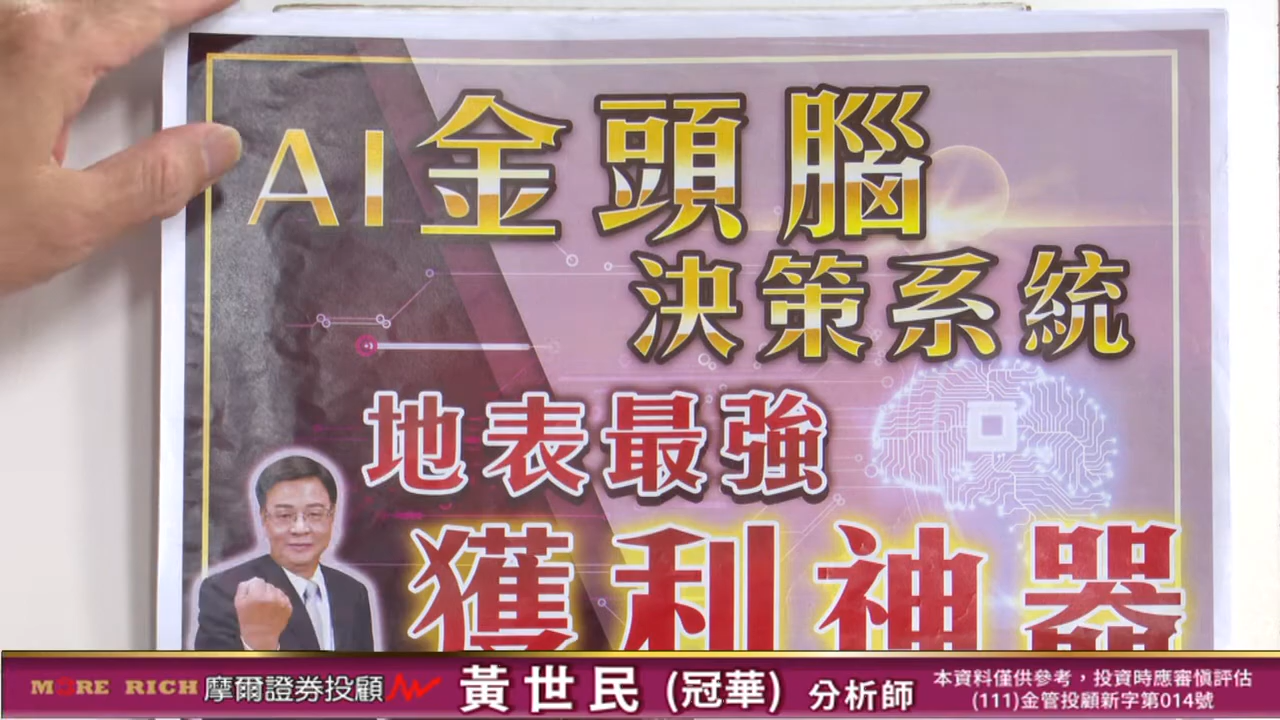 AI金頭腦
決策系統
地表最強
獲利神器
MORE RICH 摩爾證券投顧 黃世民 (冠華) 分析師
本資料僅供參考,投資時應審慎評估
(111)金管投顧新字第014號